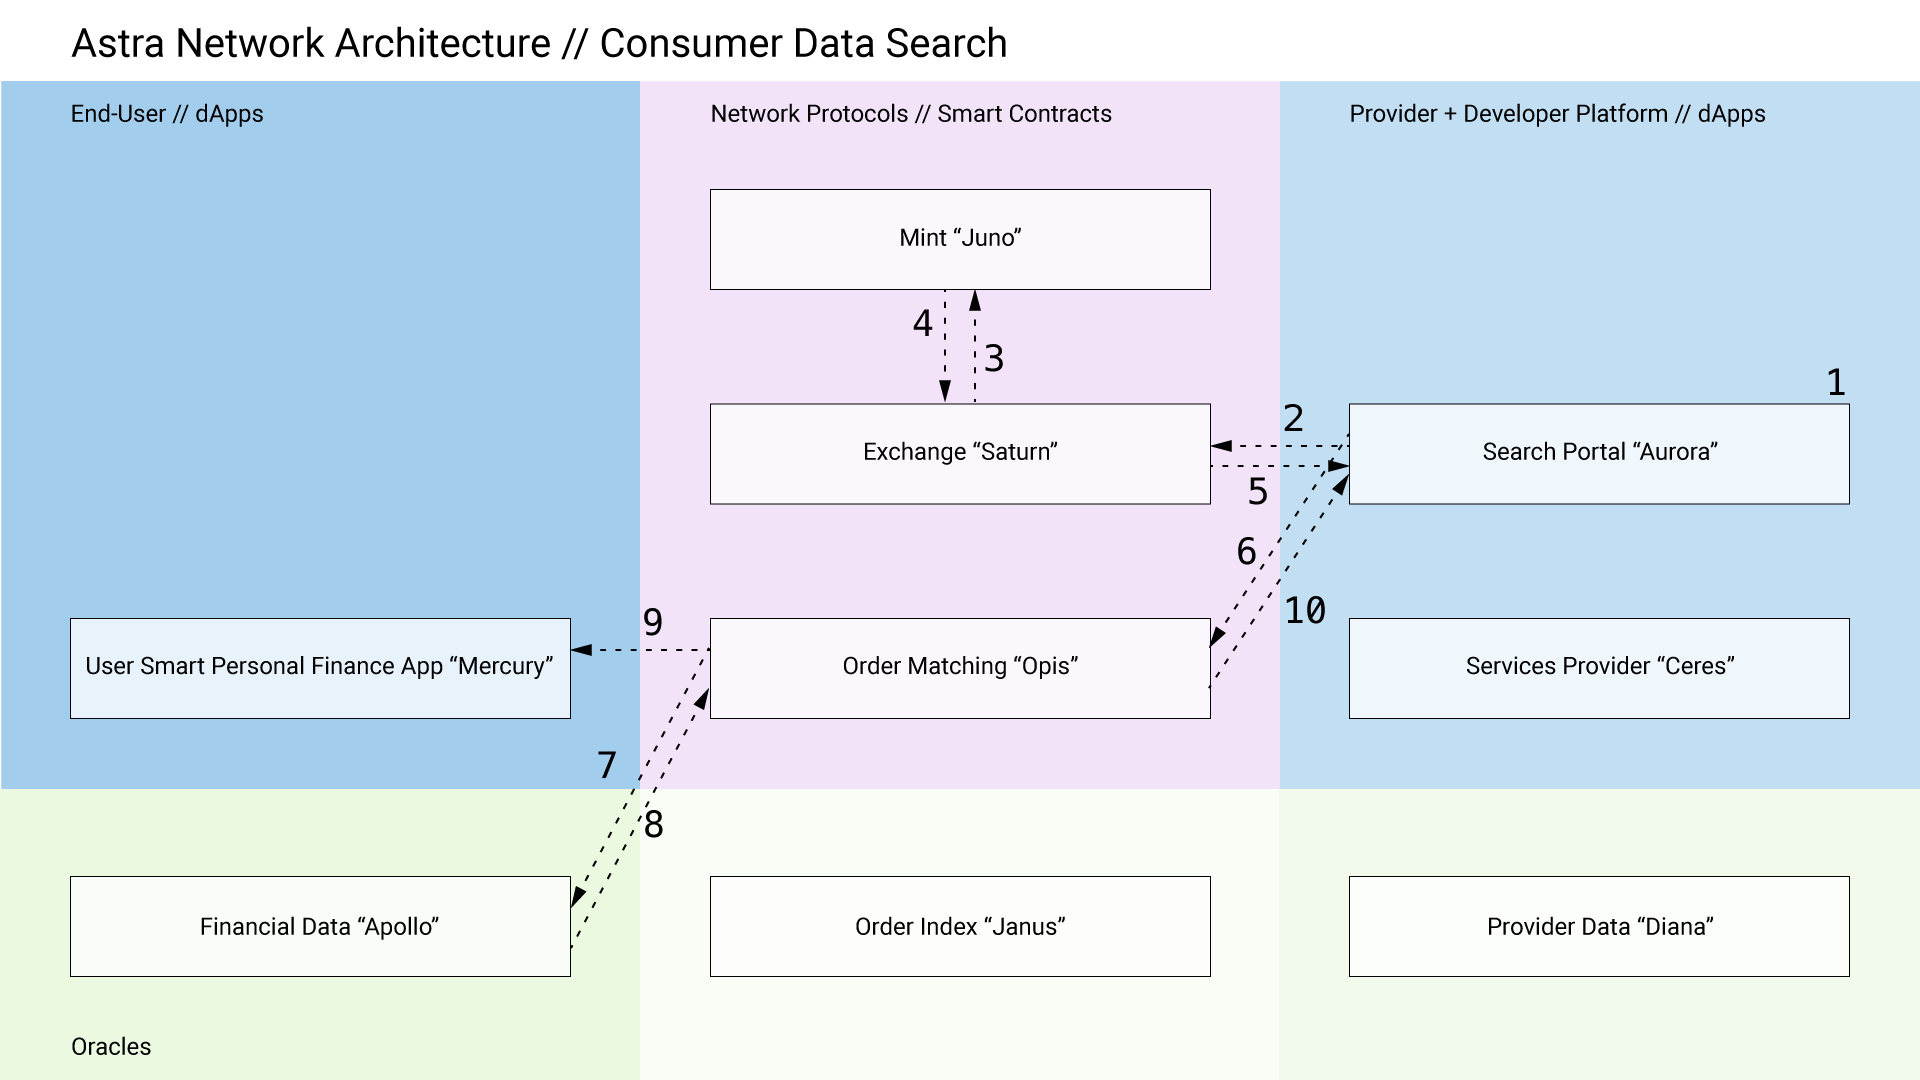 Astra Network Architecture // Consumer Data Search
End-User // dApps
Network Protocols // Smart Contracts
Provider + Developer Platform // dApps
Mint “Juno”
4
3
1
Exchange “Saturn”
2
5
Search Portal “Aurora”
6
10
9
User Smart Personal Finance App “Mercury”
Order Matching “Opis”
Services Provider “Ceres”
7
8
Financial Data “Apollo”
Order Index “Janus”
Provider Data “Diana”
Oracles